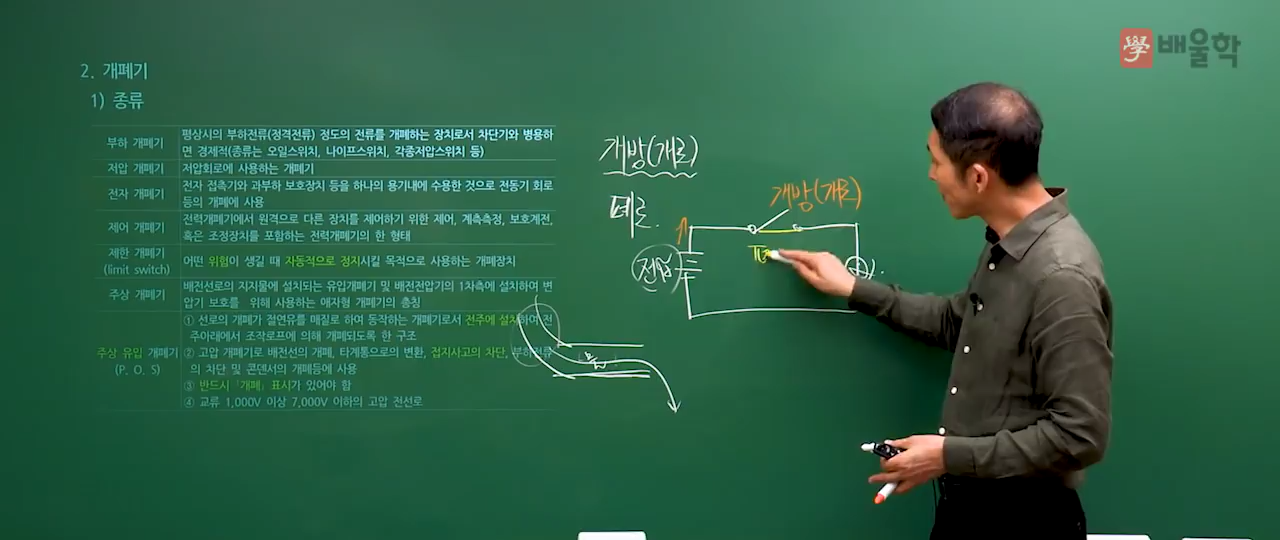 學 배울학
2. 개폐기
1) 종류
부하 개폐기
평상시의 부하전류(정격전류) 정도의 전류를 개폐하는 장치로서 차단기와 병용하
면 경제적(종류는 오일스위치, 나이프스위치, 각종저압스위치 등)
저압 개폐기
저압회로에 사용하는 개폐기
전자 개폐기
전자 접촉기와 과부하 보호장치 등을 하나의 용기내에 수용한 것으로 전동기 회로
등의 개폐에 사용
제어 개폐기
전력개폐기에서 원격으로 다른 장치를 제어하기 위한 제어, 계측측정, 보호계전,
혹은 조정장치를 포함하는 전력개폐기의 한 형태
제한 개폐기
(limit switch)
어떤 위험이 생길 때 자동적으로 정지시킬 목적으로 사용하는 개폐장치
주상 개폐기
배전선로의 지지물에 설치되는 유입개폐기 및 배전전압기의 1차측에 설치하여 변
압기 보호를 위해 사용하는 애자형 개폐기의 총칭
주상 유입 개폐기
(P. O. S)
① 선로의 개폐가 절연유를 매질로 하여 동작하는 개폐기로서 전주에 설치하여 전
주아래에서 조작로프에 의해 개폐되도록 한 구조
② 고압 개폐기로 배전선의 개폐, 타계통으로의 변환, 접지사고의 차단, 부하전류
의 차단 및 콘덴서의 개폐등에 사용
③ 반드시 「개폐」 표시가 있어야 함
④ 교류 1,000V 이상 7,000V 이하의 고압 전선로
개방(개로)
폐로.
개방(개로)
전압